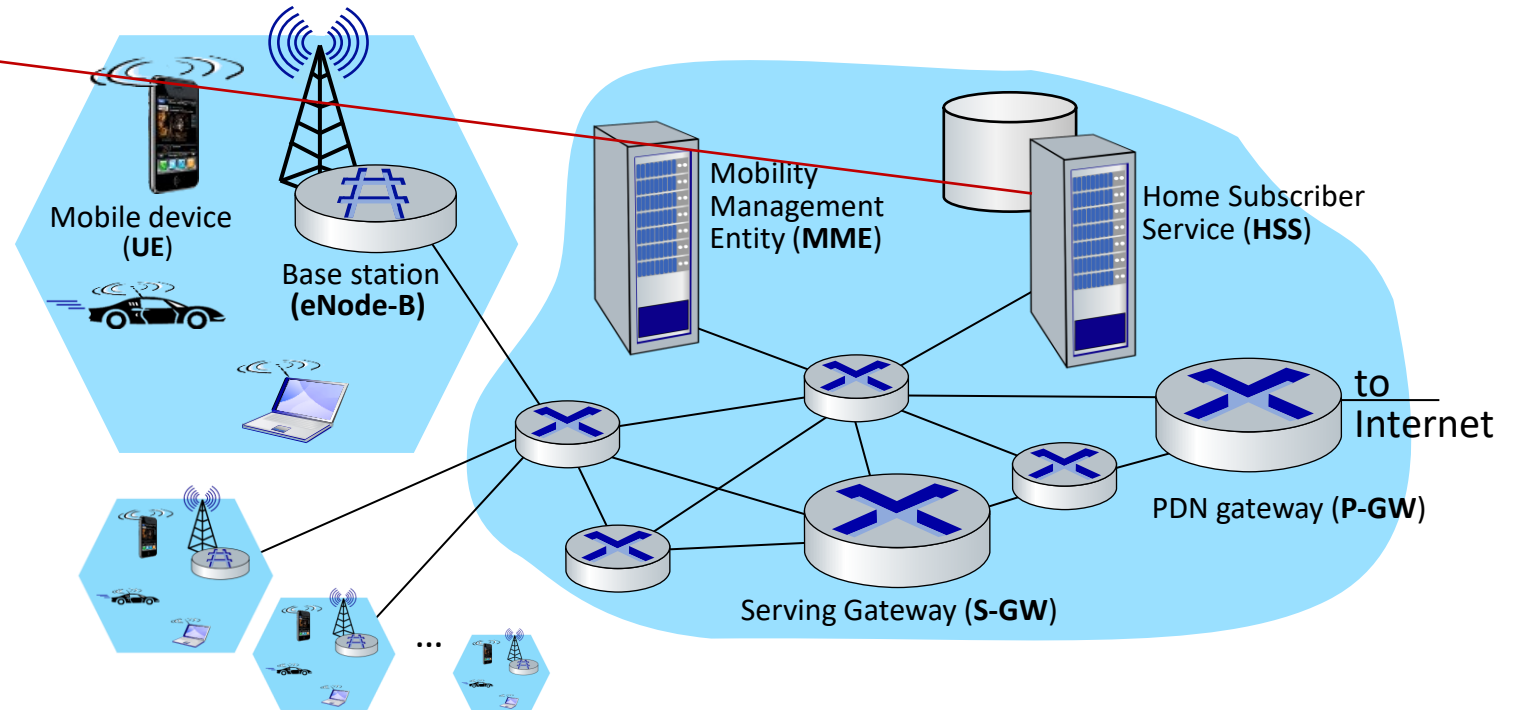 Mobile device
(UE)
Base station
(eNode-B)
Mobility
Management
Entity (MME)
Home Subscriber
Service (HSS)
to
Internet
PDN gateway (P-GW)
Serving Gateway (S-GW)
...